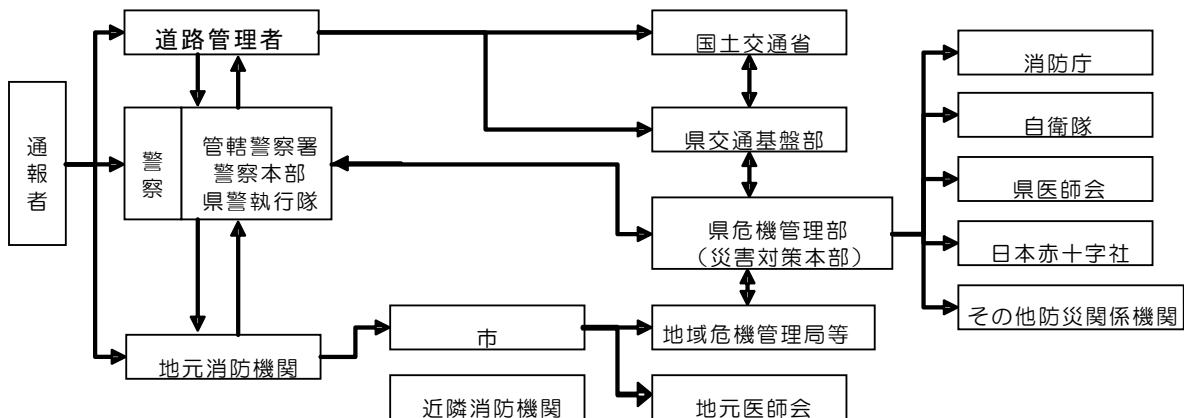 通報者
道路管理者
警察
管轄警察署
警察本部
県警執行隊
地元消防機関
市
近隣消防機関
国土交通省
県交通基盤部
県危機管理部
（災害対策本部）
地域危機管理局等
地元医師会
消防庁
自衛隊
県医師会
日本赤十字社
その他防災関係機関